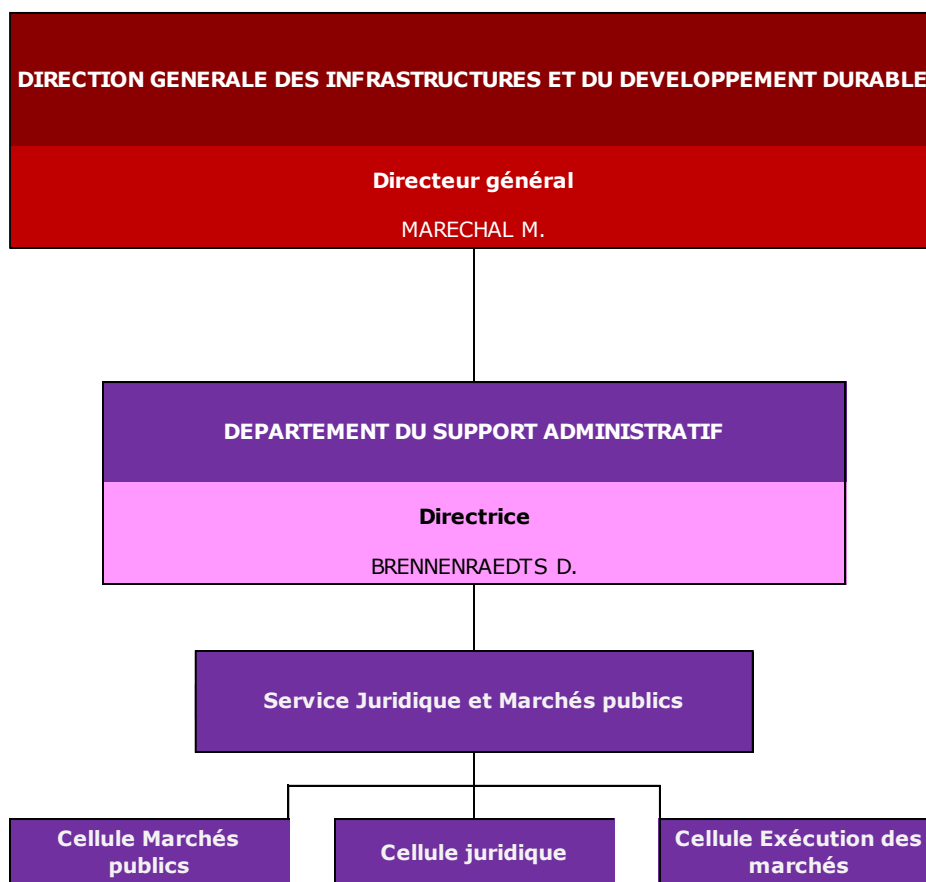 DIRECTION GENERALE DES INFRASTRUCTURES ET DU DEVELOPPEMENT DURABLE
Directeur général
MARECHAL M.
DEPARTEMENT DU SUPPORT ADMINISTRATIF
Directrice
BRENNENRAEDTS D.
Service Juridique et Marchés publics
Cellule Marchés
publics
Cellule juridique
Cellule Exécution des
marchés